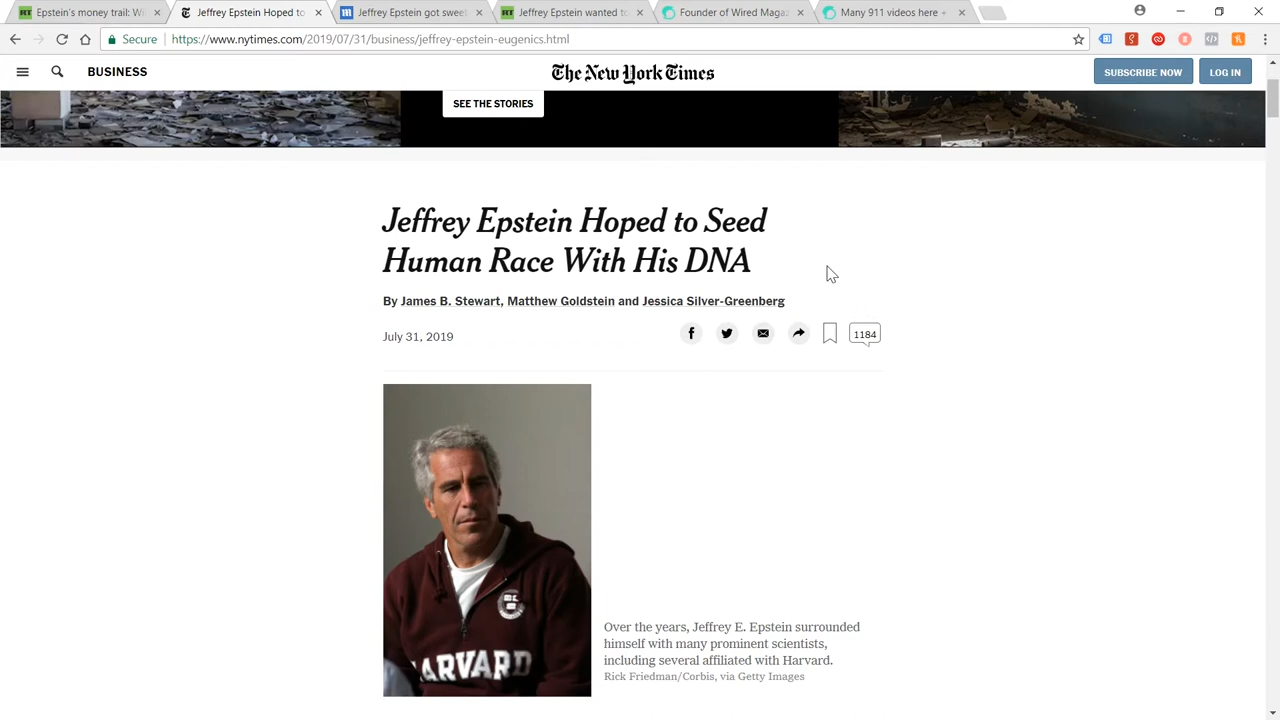 Epstein's money trail: Wi
Jeffrey Epstein Hoped to
Jeffrey Epstein got sweet
Jeffrey Epstein wanted to
Founder of Wired Magaz
Many 911 videos here +
Secure
https://www.nytimes.com/2019/07/31/business/jeffrey-epstein-eugenics.html
BUSINESS
The New York Times
SUBSCRIBE NOW
LOG IN
SEE THE STORIES
Jeffrey Epstein Hoped to Seed
Human Race With His DNA
By James B. Stewart, Matthew Goldstein and Jessica Silver-Greenberg
July 31, 2019
1184
HARVARD
Over the years, Jeffrey E. Epstein surrounded
himself with many prominent scientists,
including several affiliated with Harvard.
Rick Friedman/Corbis, via Getty Images